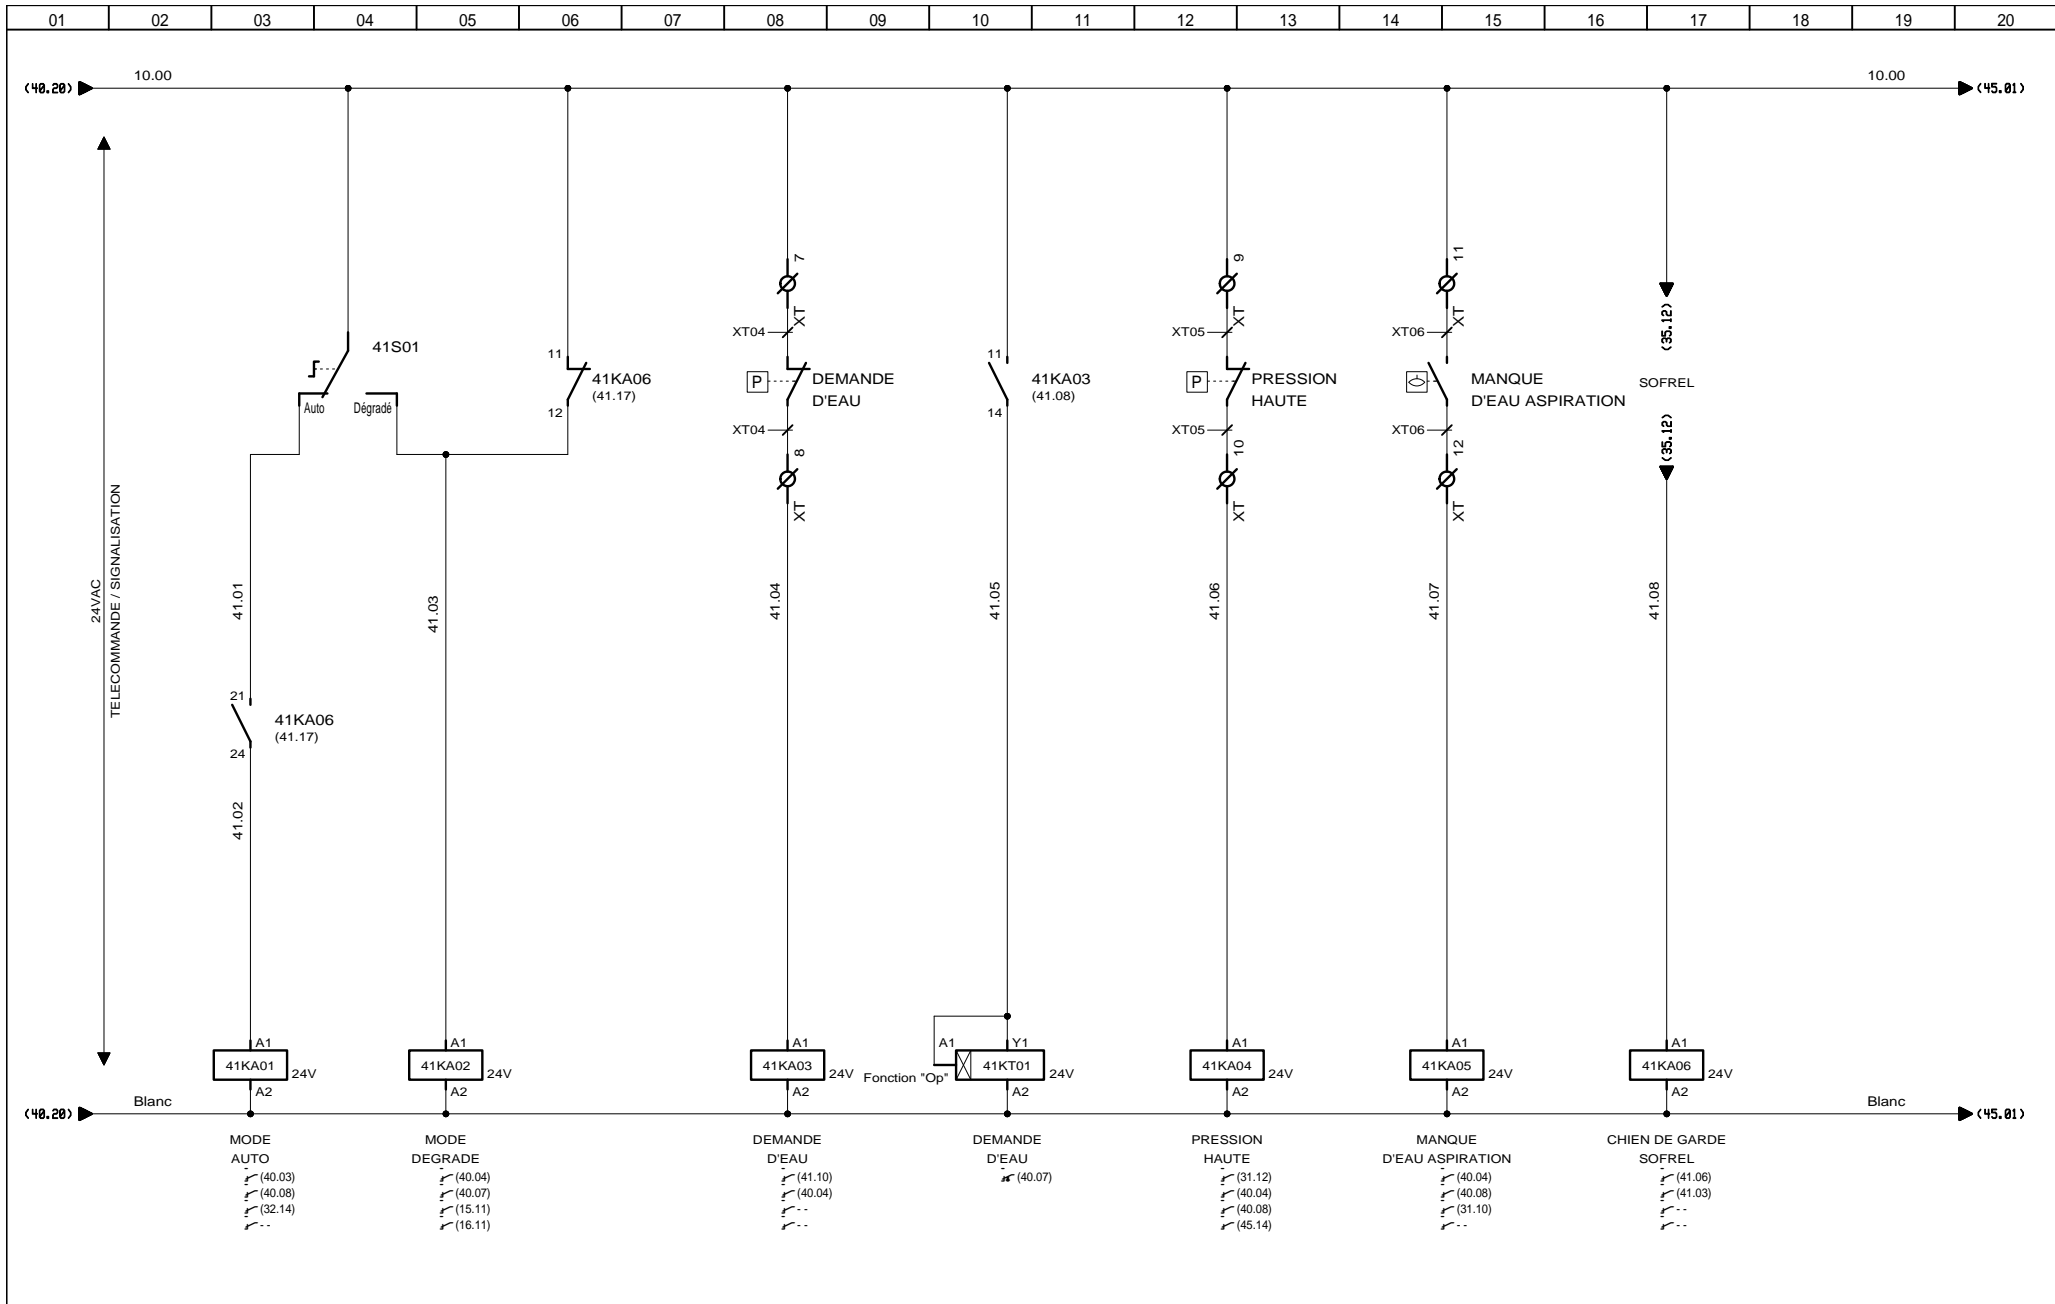 01 02 03 04 05 06 07 08 09 10 11 12 13 14 15 16 17 18 19 20
10.00 10.00
(40.20) (45.01)
7 9 11
XT XT XT
XT04 XT05 XT06
(35.12)
41S01
Auto Dégradé
11
41KA06
(41.17)
12
P DEMANDE
D'EAU
11
41KA03
(41.08)
14
P PRESSION
HAUTE
MANQUE
D'EAU ASPIRATION
SOFREL
(35.12)
XT04 XT05 XT06
8 10 12
XT XT XT
24VAC
TELECOMMANDE / SIGNALISATION
41.01 41.03 41.04 41.05 41.06 41.07 41.08
21
41KA06
(41.17)
24
41.02
A1 A1 A1 A1 Y1 A1 A1 A1
41KA01 24V 41KA02 24V 41KA03 24V Fonction "Op" 41KT01 24V 41KA04 24V 41KA05 24V 41KA06 24V
A2 A2 A2 A2 A2 A2 A2
Blanc Blanc
(40.20) (45.01)
MODE
AUTO
(40.03)
(40.08)
(32.14)
- -
MODE
DEGRADE
(40.04)
(40.07)
(15.11)
(16.11)
DEMANDE
D'EAU
(41.10)
(40.04)
- -
- -
DEMANDE
D'EAU
(40.07)
PRESSION
HAUTE
(31.12)
(40.04)
(40.08)
(45.14)
MANQUE
D'EAU ASPIRATION
(40.04)
(40.08)
(31.10)
- -
CHIEN DE GARDE
SOFREL
(41.06)
(41.03)
- -
- -